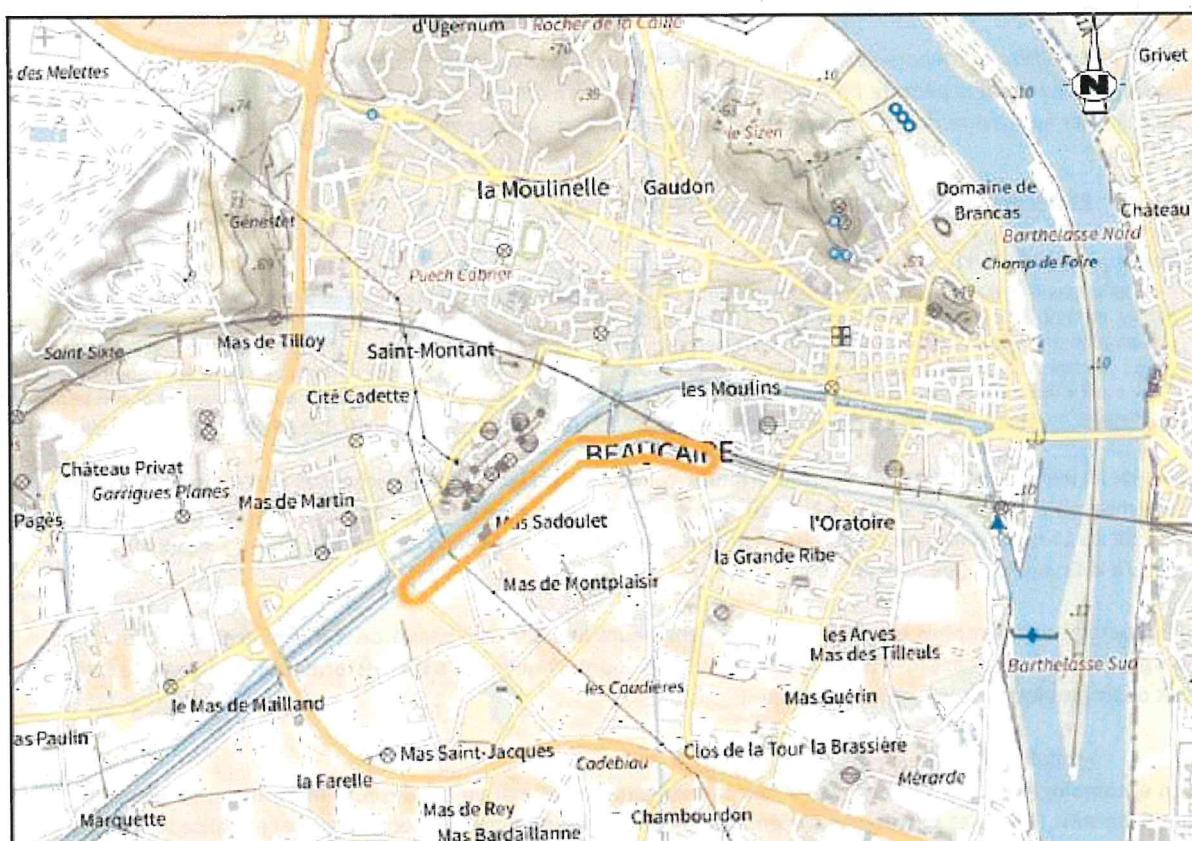 d'Ugernum
Rocher de la Caille
Grivet
s des Melettes
N
le Sizen
la Moulinelle
Gaudon
Domaine de
Brancas
Château
Genestet
Barthelasse Nord
Puech Cabrier
Champ de Foire
Saint-Sixte
Mas de Tilloy
Saint-Montant
Cité Cadette
les Moulins
BEAUCAIRE
Château Privat
Garrigues Planes
Mas de Martin
Pagès
Mas Sadoulet
l'Oratoire
la Grande Ribe
Mas de Montplaisir
les Arves
Mas des Tilleuls
Barthelasse Sud
les Caudières
Mas Guérin
le Mas de Mailland
as Paulin
Mas Saint-Jacques
Clos de la Tour
la Brassière
la Farelle
Cadebiau
Mérarde
Marquette
Mas de Rey
Chambourdon
Mas Bardaillanne